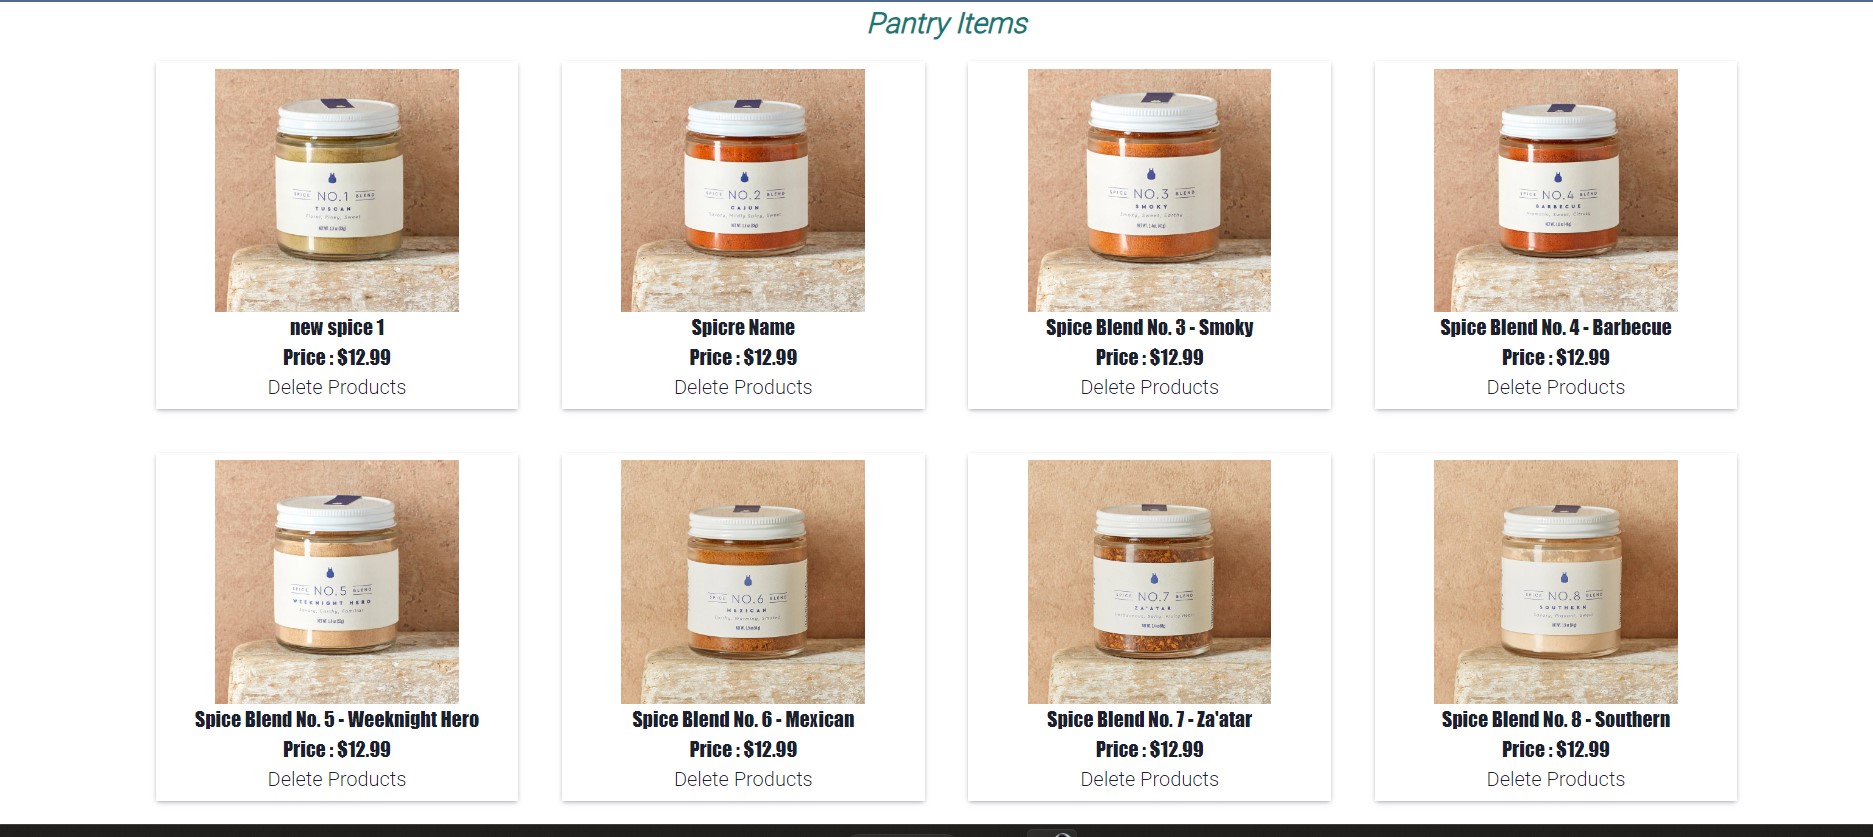 Pantry Items
SPICE NO.1 BLEND
TUSCAN
SPICE NO.2 BLEND
CAJUN
SPICE NO.3 BLEND
SMOKY
Smoky, Sweet, Earthy
SPICE NO.4 BLEND
BARBECUE
new spice 1
Spicre Name
Spice Blend No. 3 - Smoky
Spice Blend No. 4 - Barbecue
Price : $12.99
Price : $12.99
Price : $12.99
Price : $12.99
Delete Products
Delete Products
Delete Products
Delete Products
SPICE NO.5 BLEND
WEEKNIGHT HERO
SPICE NO.6 BLEND
MEXICAN
SPICE NO.7 BLEND
ZA'ATAR
SPICE NO.8 BLEND
SOUTHERN
Spice Blend No. 5 - Weeknight Hero
Spice Blend No. 6 - Mexican
Spice Blend No. 7 - Za'atar
Spice Blend No. 8 - Southern
Price : $12.99
Price : $12.99
Price : $12.99
Price : $12.99
Delete Products
Delete Products
Delete Products
Delete Products